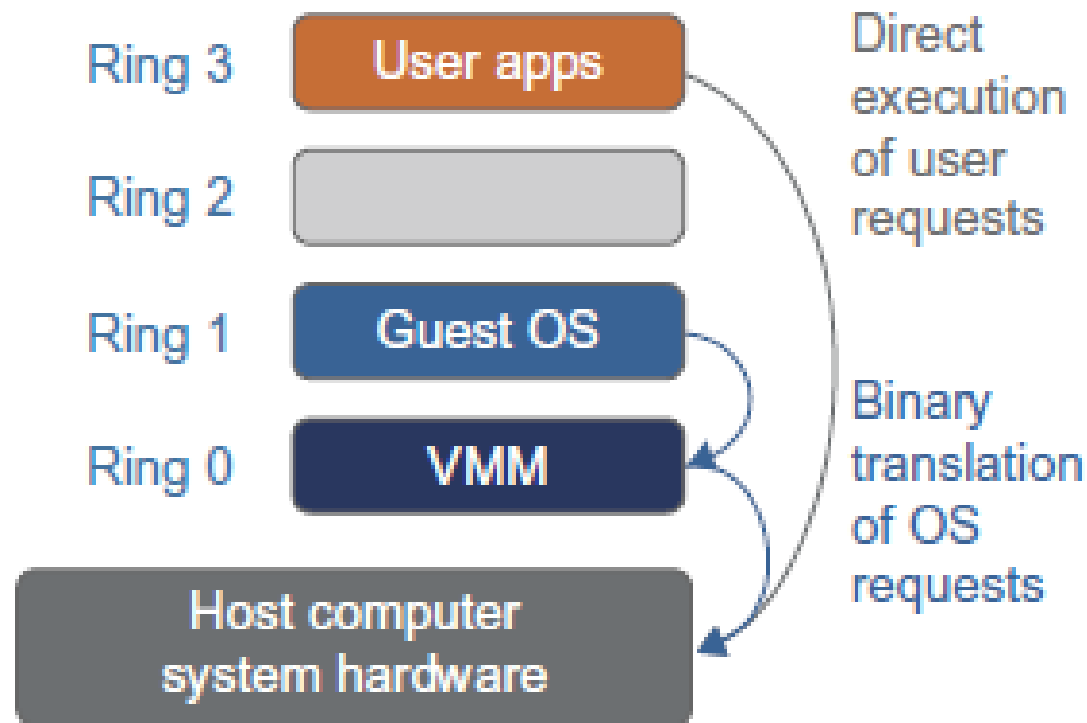 Ring 3
User apps
Direct
execution
of user
requests
Ring 2
Ring 1
Guest OS
Ring 0
VMM
Binary
translation
of OS
requests
Host computer
system hardware